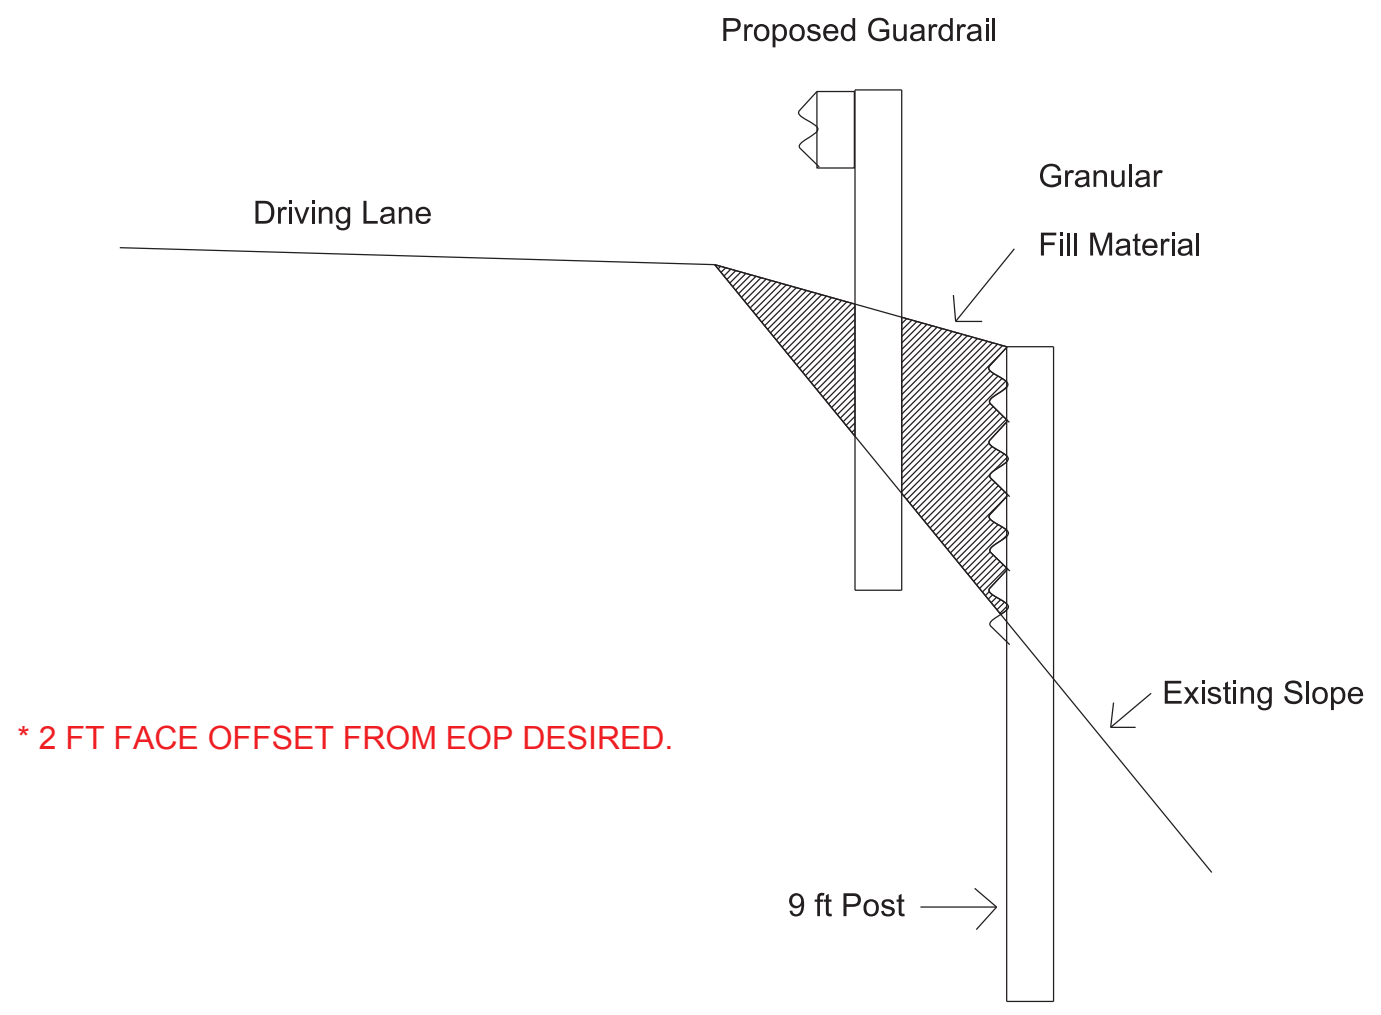 Proposed Guardrail
Granular
Driving Lane
Fill Material
Existing Slope
* 2 FT FACE OFFSET FROM EOP DESIRED.
9 ft Post